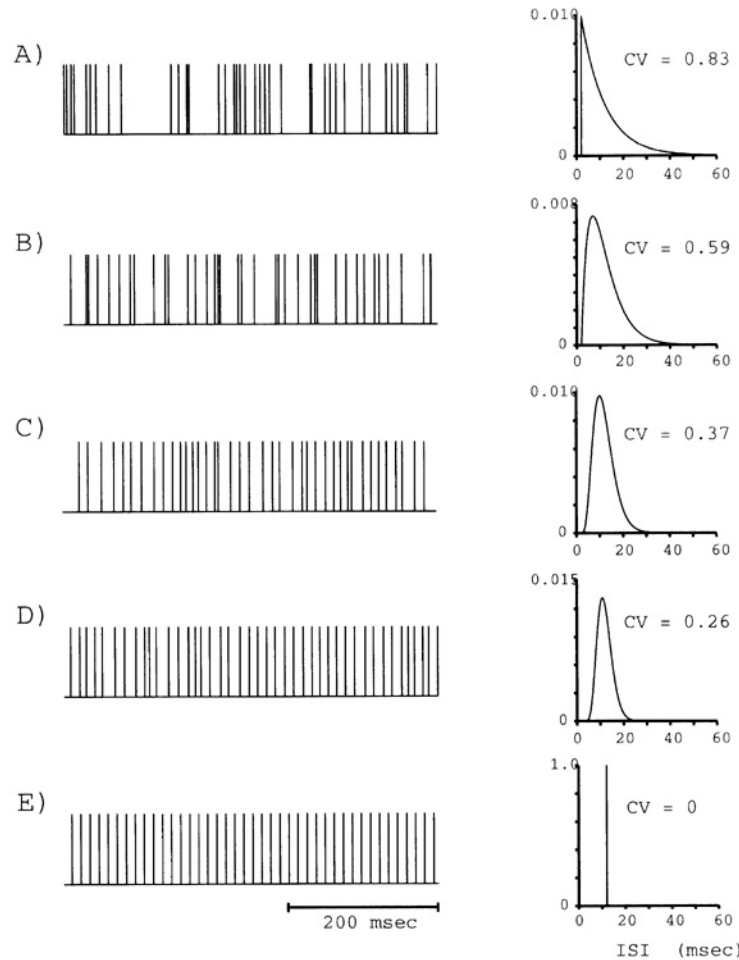 A)
0.010
CV = 0.83
0
0 20 40 60
B)
0.008
CV = 0.59
0
0 20 40 60
C)
0.010
CV = 0.37
0
0 20 40 60
D)
0.015
CV = 0.26
0
0 20 40 60
E)
1.0
CV = 0
0
0 20 40 60
200 msec
ISI (msec)